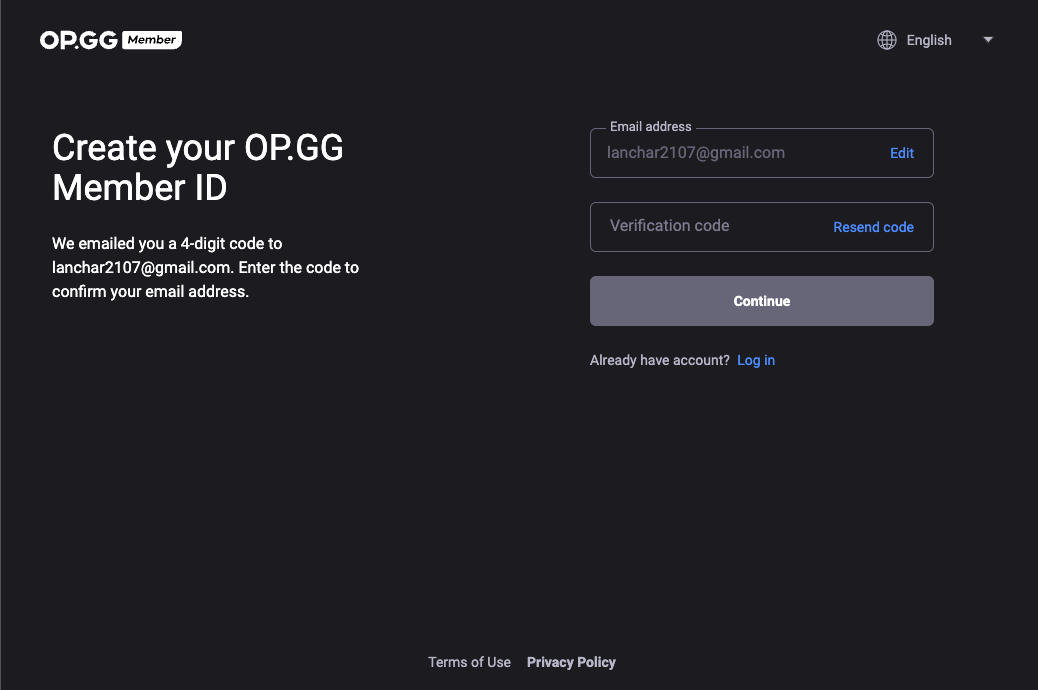 OP.GG Member
English
Create your OP.GG
Member ID
We emailed you a 4-digit code to
lanchar2107@gmail.com. Enter the code to
confirm your email address.
Email address
lanchar2107@gmail.com Edit
Verification code Resend code
Continue
Already have account? Log in
Terms of Use Privacy Policy